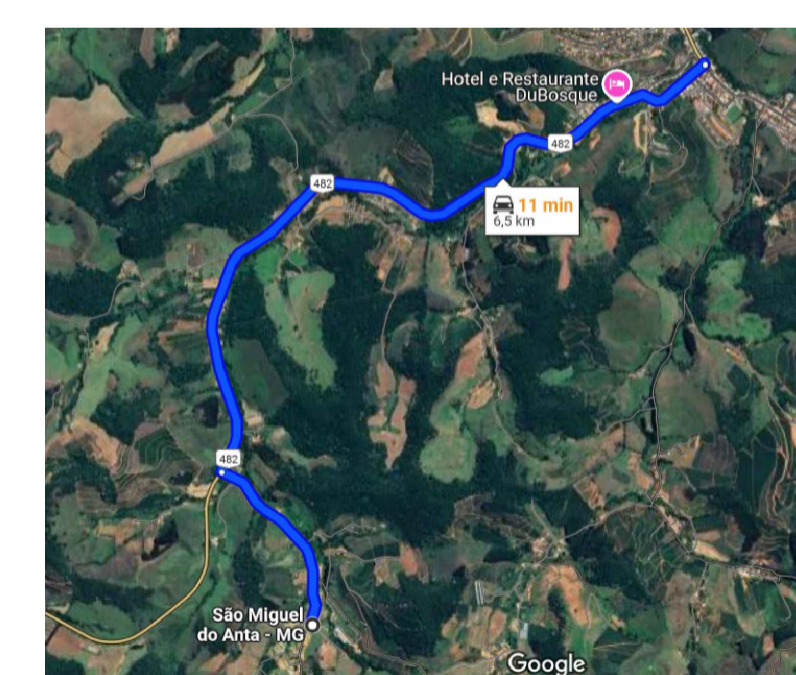 Hotel e Restaurante
DuBosque
482
482
11 min
6,5 km
482
São Miguel
do Anta - MG
Google